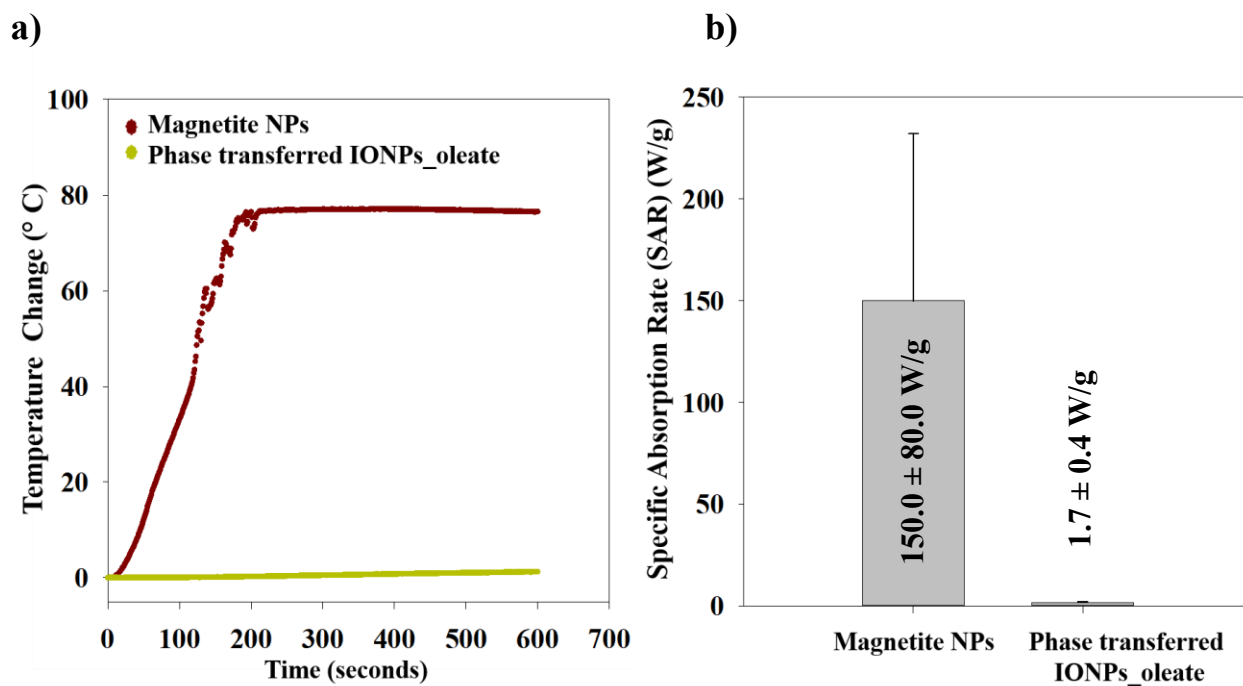 a)
100
80
60
40
20
0
Temperature Change (° C)
Magnetite NPs
Phase transferred IONPs_oleate
0 100 200 300 400 500 600 700
Time (seconds)
b)
250
200
150
100
50
0
Specific Absorption Rate (SAR) (W/g)
150.0 ± 80.0 W/g
1.7 ± 0.4 W/g
Magnetite NPs
Phase transferred
IONPs_oleate